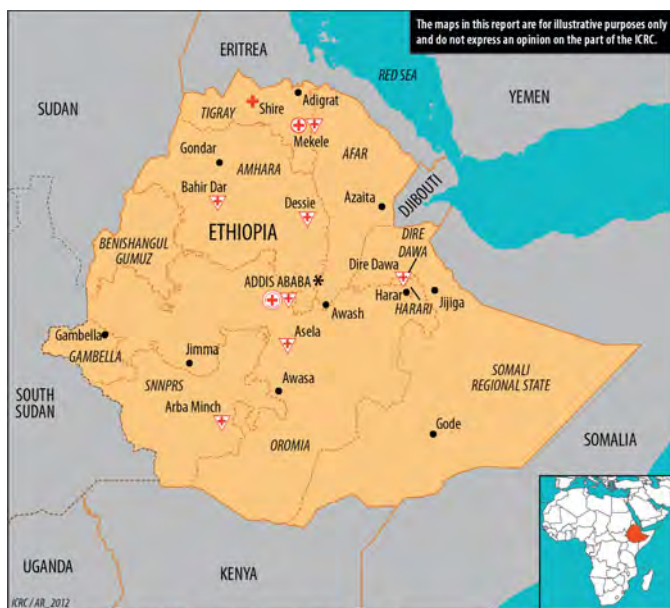 The maps in this report are for illustrative purposes only
and do not express an opinion on the part of the ICRC.
ERITREA
RED SEA
SUDAN
YEMEN
TIGRAY
Shire
Adigrat
Mekele
Gondar
AMHARA
AFAR
Bahir Dar
Dessie
Azaita
DJIBOUTI
BENISHANGUL
GUMUZ
ETHIOPIA
DIRE
DAWA
Dire Dawa
ADDIS ABABA *
Harar
HARARI
Jijiga
Awash
Gambella
GAMBELLA
Asela
Jimma
SNNPRS
Awasa
SOMALI
REGIONAL STATE
SOUTH
SUDAN
Arba Minch
OROMIA
Gode
SOMALIA
UGANDA
KENYA
ICRC / AR_2012